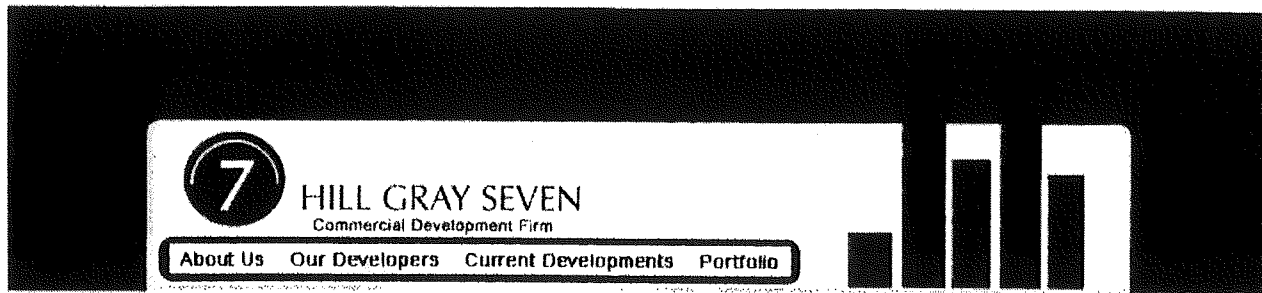 7
HILL GRAY SEVEN
Commercial Development Firm
About Us Our Developers Current Developments Portfolio